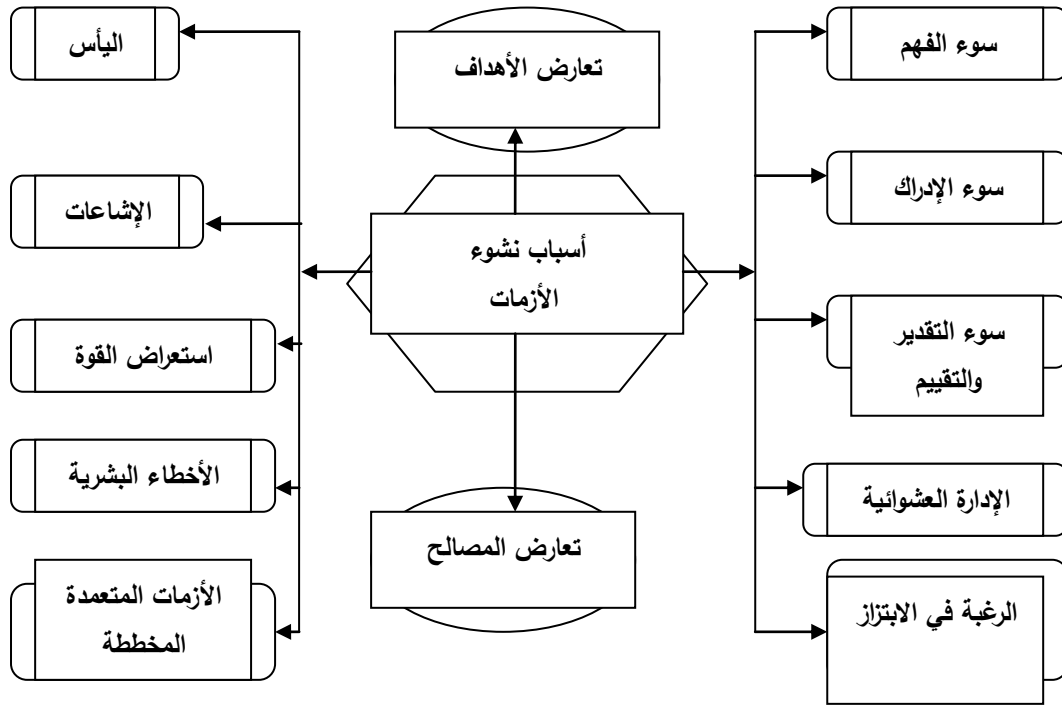 سوء الفهم
تعارض الأهداف
اليأس
سوء الإدراك
الإشاعات
أسباب نشوء
الأزمات
سوء التقدير
والتقييم
استعراض القوة
الإدارة العشوائية
الأخطاء البشرية
تعارض المصالح
الرغبة في الابتزاز
الأزمات المتعمدة
المخططة